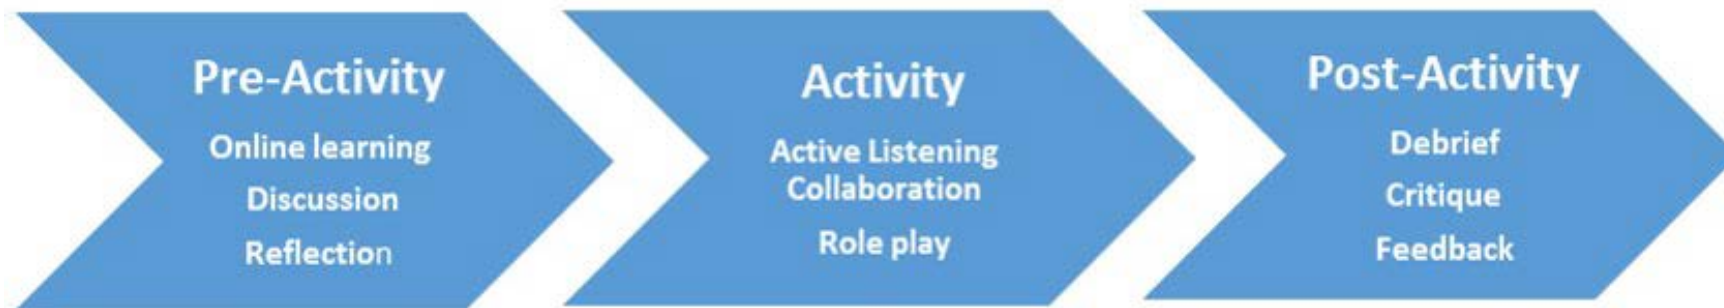 Pre-Activity
Online learning
Discussion
Reflection
Activity
Active Listening
Collaboration
Role play
Post-Activity
Debrief
Critique
Feedback